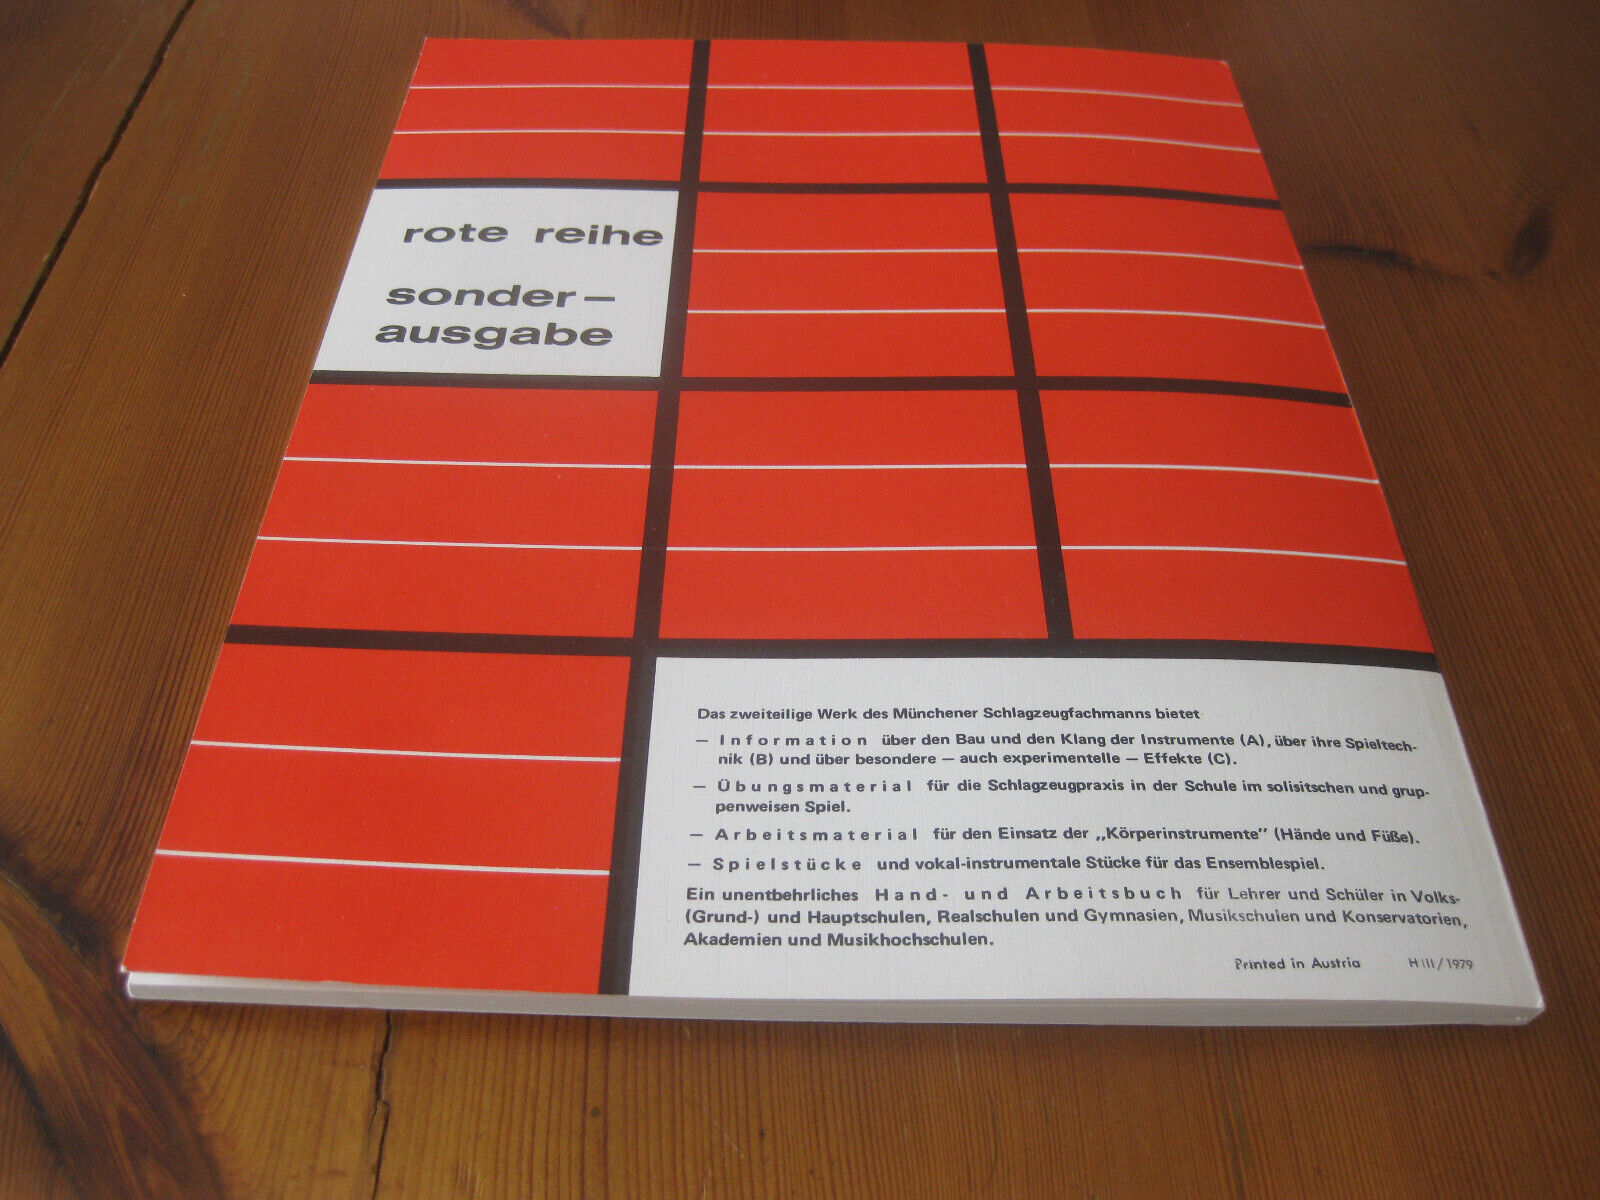 rote reihe
sonder–
ausgabe
Das zweiteilige Werk des Münchener Schlagzeugfachmanns bietet
— Information über den Bau und den Klang der Instrumente (A), über ihre Spieltech-
nik (B) und über besondere — auch experimentelle — Effekte (C).
— Übungsmaterial für die Schlagzeugpraxis in der Schule im solisitschen und grup-
penweisen Spiel.
— Arbeitsmaterial für den Einsatz der „Körperinstrumente" (Hände und Füße).
— Spielstücke und vokal-instrumentale Stücke für das Ensemblespiel.
Ein unentbehrliches Hand- und Arbeitsbuch für Lehrer und Schüler in Volks-
(Grund-) und Hauptschulen, Realschulen und Gymnasien, Musikschulen und Konservatorien,
Akademien und Musikhochschulen.
Printed in Austria H III/1979